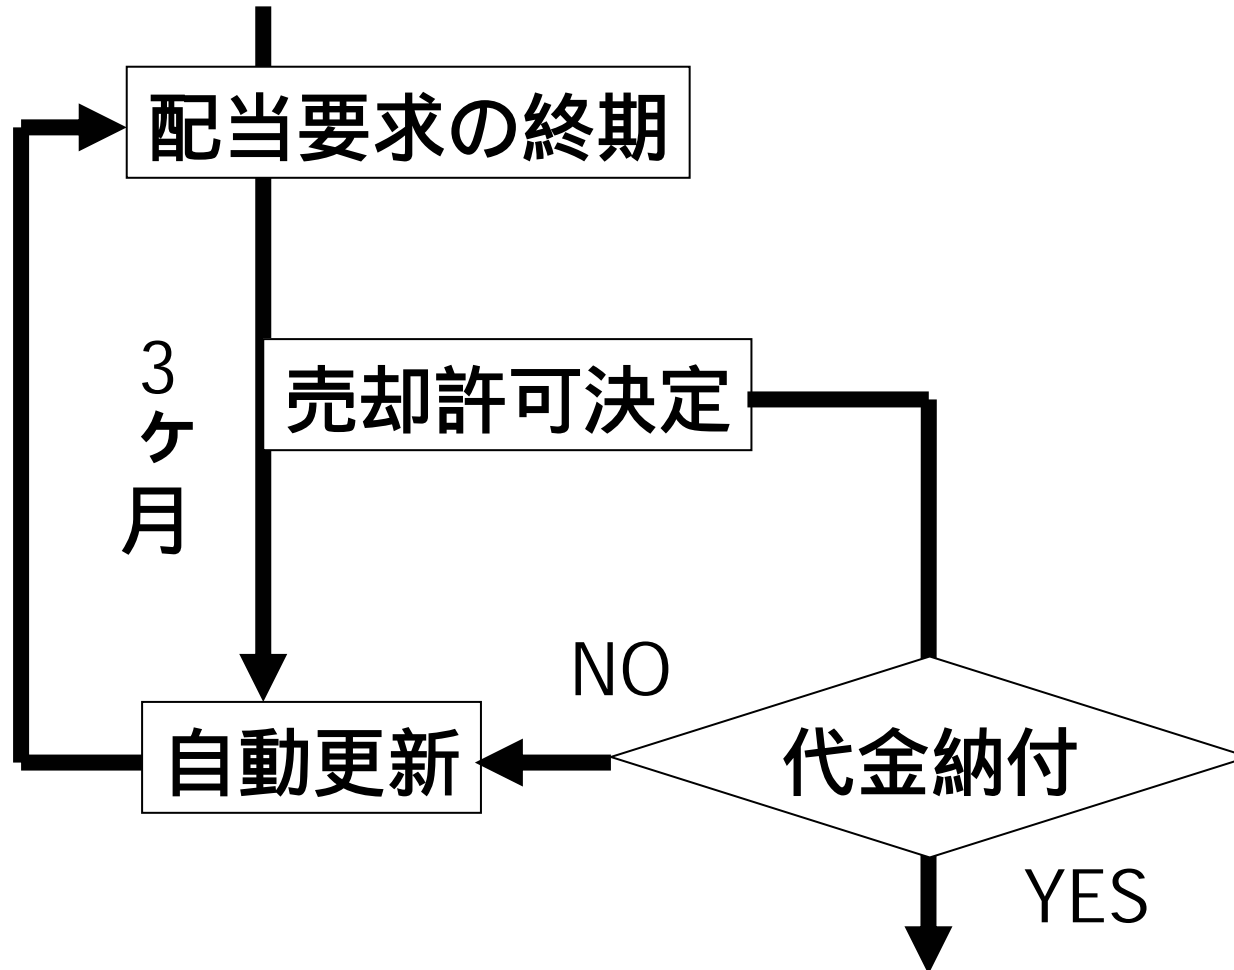 配当要求の終期
売却許可決定
3ヶ月
NO
自動更新
代金納付
YES